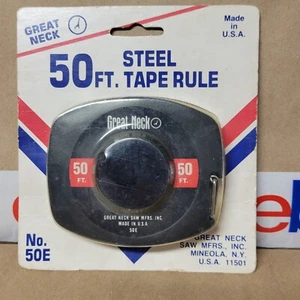 GREAT
NECK
Made in
U.S.A.
50 FT. STEEL
TAPE RULE
Great Neck
50
FT.
50
FT.
GREAT NECK SAW MFRS. INC.
MADE IN U.S.A.
50E
No.
50E
GREAT NECK
SAW MFRS., INC.
MINEOLA, N.Y.
U.S.A. 11501